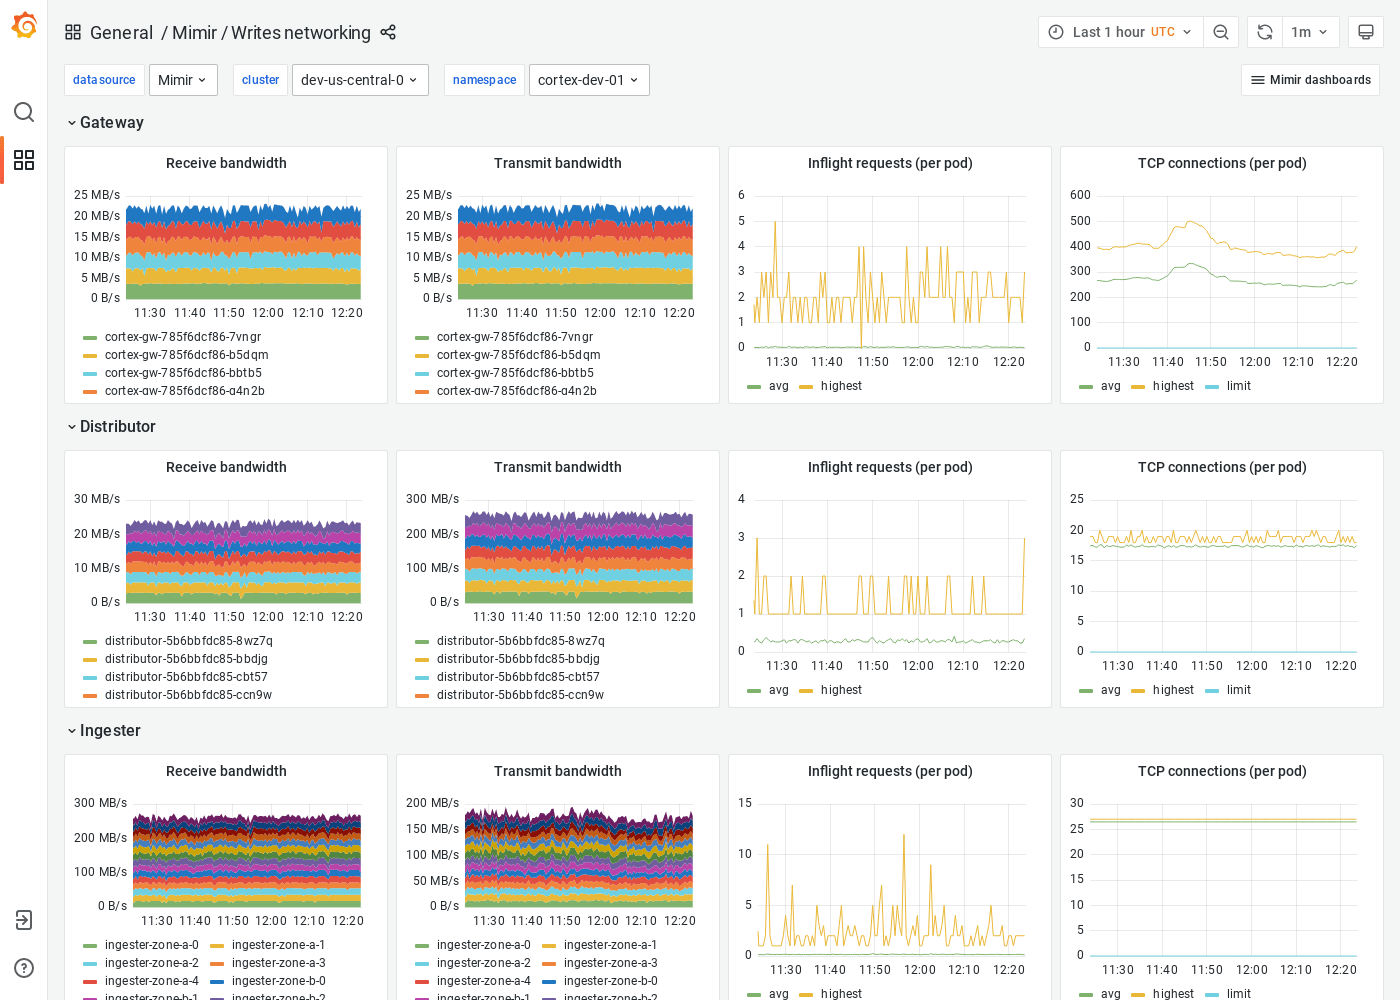 General / Mimir / Writes networking
Last 1 hour UTC
1m
datasource Mimir cluster dev-us-central-0 namespace cortex-dev-01
Mimir dashboards
Gateway
Receive bandwidth
25 MB/s
20 MB/s
15 MB/s
10 MB/s
5 MB/s
0 B/s
11:30 11:40 11:50 12:00 12:10 12:20
cortex-gw-785f6dcf86-7vngr
cortex-gw-785f6dcf86-b5dqm
cortex-gw-785f6dcf86-bbtb5
cortex-gw-785f6dcf86-q4n2b
Transmit bandwidth
25 MB/s
20 MB/s
15 MB/s
10 MB/s
5 MB/s
0 B/s
11:30 11:40 11:50 12:00 12:10 12:20
cortex-gw-785f6dcf86-7vngr
cortex-gw-785f6dcf86-b5dqm
cortex-gw-785f6dcf86-bbtb5
cortex-gw-785f6dcf86-q4n2b
Inflight requests (per pod)
6
5
4
3
2
1
0
11:30 11:40 11:50 12:00 12:10 12:20
avg highest
TCP connections (per pod)
600
500
400
300
200
100
0
11:30 11:40 11:50 12:00 12:10 12:20
avg highest limit
Distributor
Receive bandwidth
30 MB/s
20 MB/s
10 MB/s
0 B/s
11:30 11:40 11:50 12:00 12:10 12:20
distributor-5b6bbfdc85-8wz7q
distributor-5b6bbfdc85-bbdjg
distributor-5b6bbfdc85-cbt57
distributor-5b6bbfdc85-ccn9w
Transmit bandwidth
300 MB/s
200 MB/s
100 MB/s
0 B/s
11:30 11:40 11:50 12:00 12:10 12:20
distributor-5b6bbfdc85-8wz7q
distributor-5b6bbfdc85-bbdjg
distributor-5b6bbfdc85-cbt57
distributor-5b6bbfdc85-ccn9w
Inflight requests (per pod)
4
3
2
1
0
11:30 11:40 11:50 12:00 12:10 12:20
avg highest
TCP connections (per pod)
25
20
15
10
5
0
11:30 11:40 11:50 12:00 12:10 12:20
avg highest limit
Ingester
Receive bandwidth
300 MB/s
200 MB/s
100 MB/s
0 B/s
11:30 11:40 11:50 12:00 12:10 12:20
ingester-zone-a-0 ingester-zone-a-1
ingester-zone-a-2 ingester-zone-a-3
ingester-zone-a-4 ingester-zone-b-0
ingester-zone-b-1 ingester-zone-b-2
Transmit bandwidth
200 MB/s
150 MB/s
100 MB/s
50 MB/s
0 B/s
11:30 11:40 11:50 12:00 12:10 12:20
ingester-zone-a-0 ingester-zone-a-1
ingester-zone-a-2 ingester-zone-a-3
ingester-zone-a-4 ingester-zone-b-0
ingester-zone-b-1 ingester-zone-b-2
Inflight requests (per pod)
15
10
5
0
11:30 11:40 11:50 12:00 12:10 12:20
avg highest
TCP connections (per pod)
30
25
20
15
10
5
0
11:30 11:40 11:50 12:00 12:10 12:20
avg highest limit